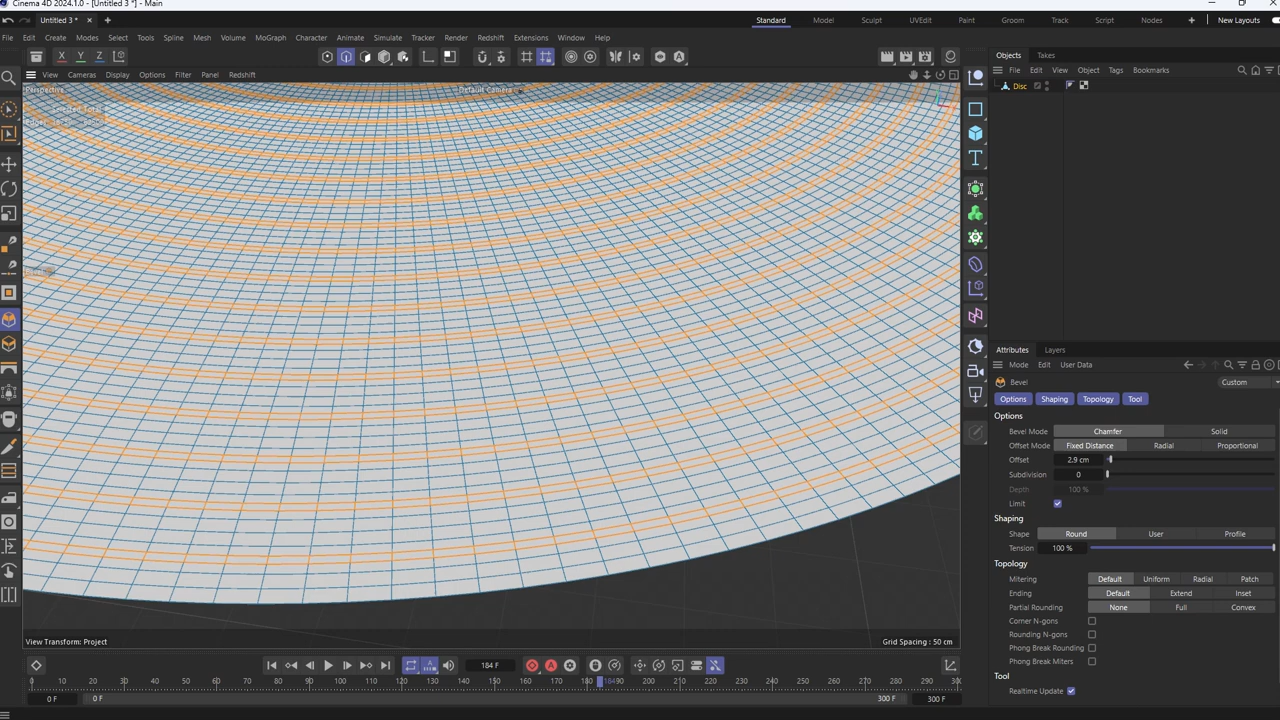 Cinema 4D 2024.1.0 - [Untitled 3 *] - Main
Untitled 3 *
Standard Model Sculpt UVEdit Paint Groom Track Script Nodes New Layouts
File Edit Create Modes Select Tools Spline Mesh Volume MoGraph Character Animate Simulate Tracker Render Redshift Extensions Window Help
X Y Z
View Cameras Display Options Filter Panel Redshift
Perspective
Default Camera
Selected Total
Objects Takes
File Edit View Object Tags Bookmarks
Disc
Attributes Layers
Mode Edit User Data
Bevel Custom
Options Shaping Topology Tool
Options
Bevel Mode Chamfer Solid
Offset Mode Fixed Distance Radial Proportional
Offset 2.9 cm
Subdivision 0
Depth 100 %
Limit
Shaping
Shape Round User Profile
Tension 100 %
Topology
Mitering Default Uniform Radial Patch
Ending Default Extend Inset
Partial Rounding None Full Convex
Corner N-gons
Rounding N-gons
Phong Break Rounding
Phong Break Miters
Tool
Realtime Update
View Transform: Project
Grid Spacing : 50 cm
184 F
0 10 20 30 40 50 60 70 80 90 100 110 120 130 140 150 160 170 180 184 90 200 210 220 230 240 250 260 270 280 290 300
0 F 0 F 300 F 300 F